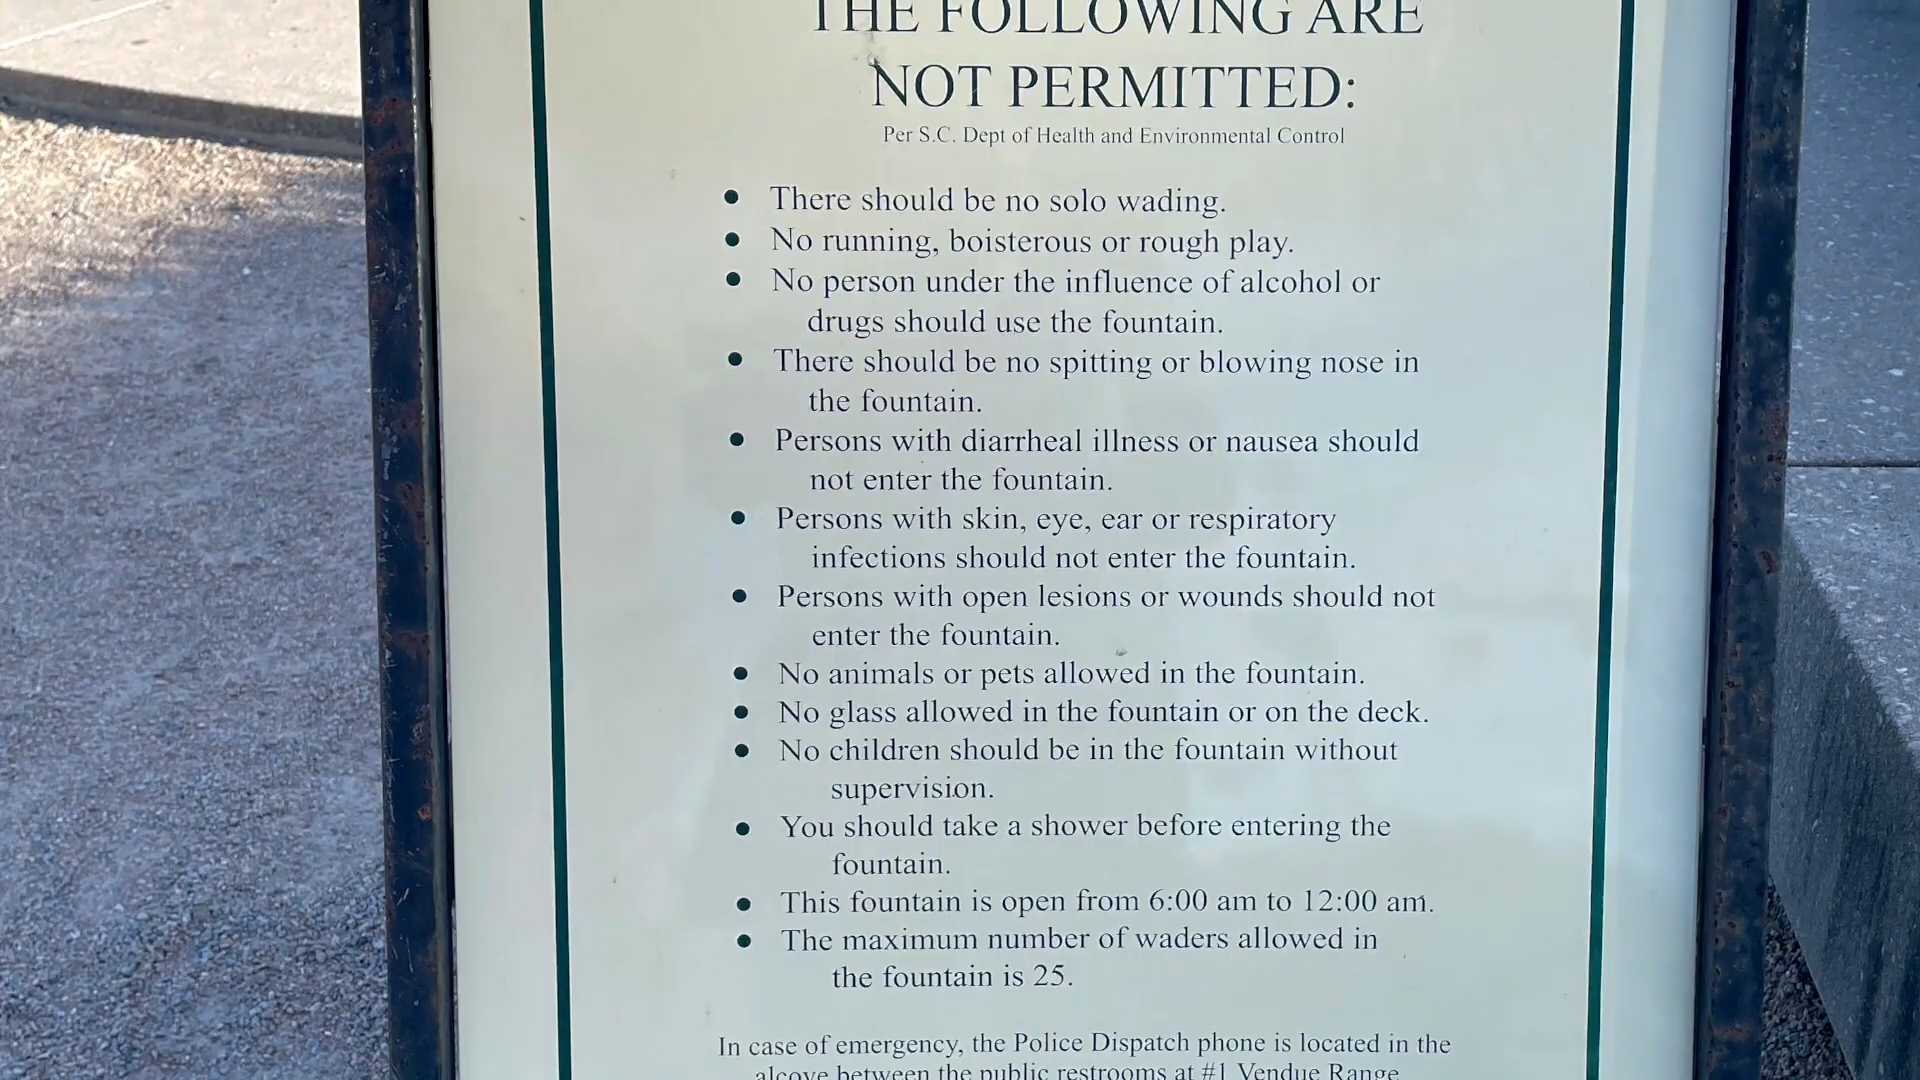 THE FOLLOWING ARE
NOT PERMITTED:
Per S.C. Dept of Health and Environmental Control
• There should be no solo wading.
• No running, boisterous or rough play.
• No person under the influence of alcohol or
drugs should use the fountain.
• There should be no spitting or blowing nose in
the fountain.
• Persons with diarrheal illness or nausea should
not enter the fountain.
• Persons with skin, eye, ear or respiratory
infections should not enter the fountain.
• Persons with open lesions or wounds should not
enter the fountain.
• No animals or pets allowed in the fountain.
• No glass allowed in the fountain or on the deck.
• No children should be in the fountain without
supervision.
• You should take a shower before entering the
fountain.
• This fountain is open from 6:00 am to 12:00 am.
• The maximum number of waders allowed in
the fountain is 25.
In case of emergency, the Police Dispatch phone is located in the
alcove between the public restrooms at #1 Vendue Range